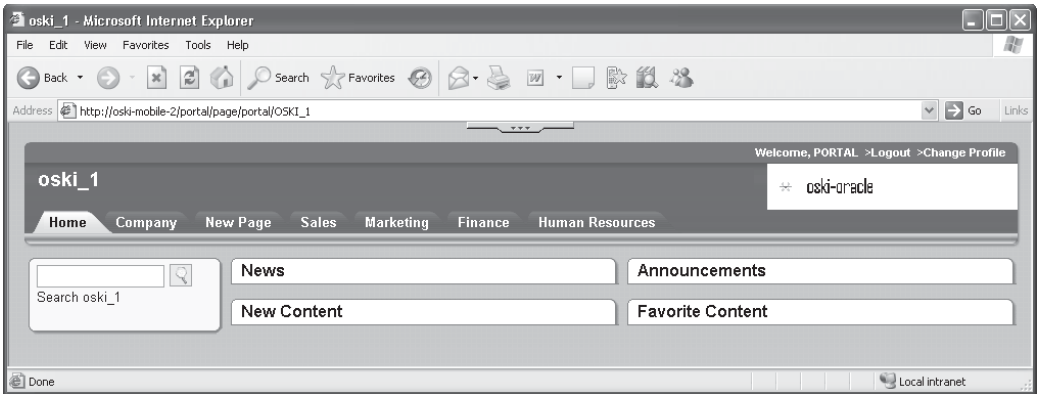 oski_1 - Microsoft Internet Explorer
File Edit View Favorites Tools Help
Back Search Favorites
Address http://oski-mobile-2/portal/page/portal/OSKI_1 Go Links
Welcome, PORTAL >Logout >Change Profile
oski_1
oski-oracle
Home Company New Page Sales Marketing Finance Human Resources
News Announcements
Search oski_1
New Content Favorite Content
Done Local intranet